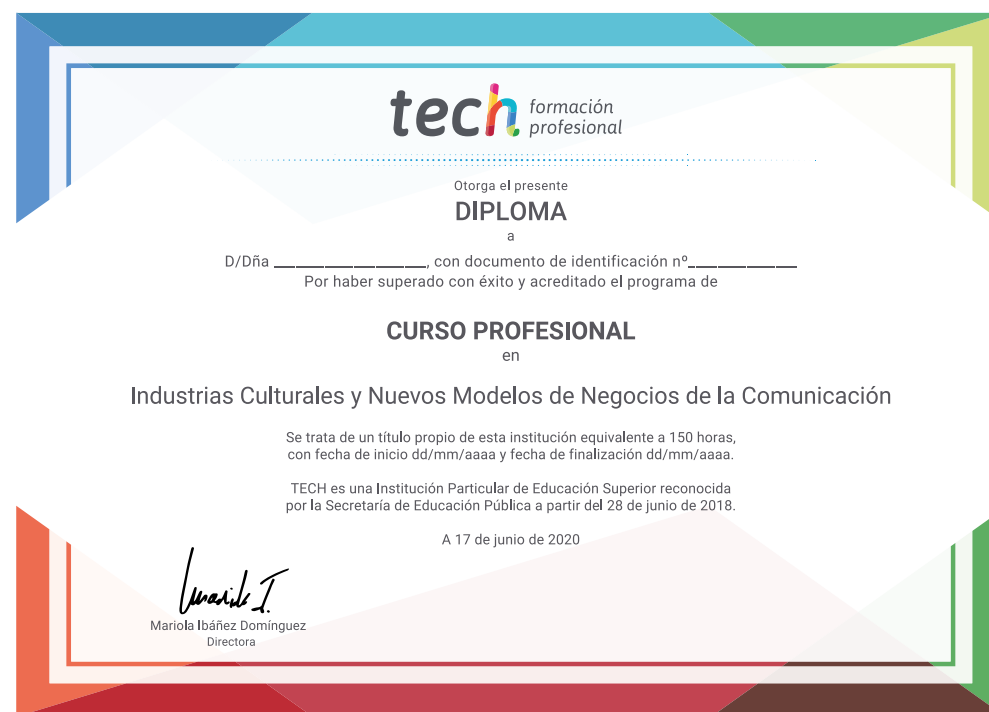 tech formación
profesional
Otorga el presente
DIPLOMA
a
D/Dña ______________, con documento de identificación nº__________
Por haber superado con éxito y acreditado el programa de
CURSO PROFESIONAL
en
Industrias Culturales y Nuevos Modelos de Negocios de la Comunicación
Se trata de un título propio de esta institución equivalente a 150 horas,
con fecha de inicio dd/mm/aaaa y fecha de finalización dd/mm/aaaa.
TECH es una Institución Particular de Educación Superior reconocida
por la Secretaría de Educación Pública a partir del 28 de junio de 2018.
A 17 de junio de 2020
Mariola Ibáñez Domínguez
Directora